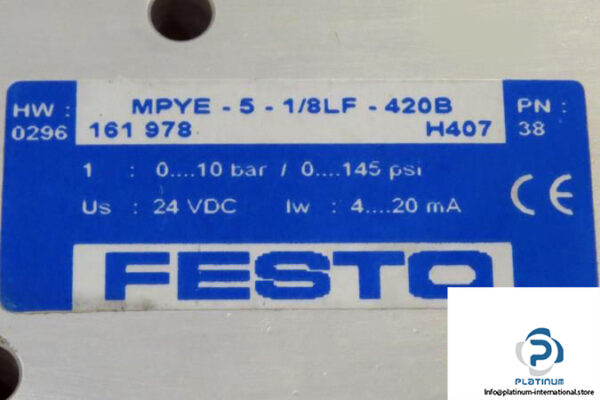 HW :
0296
MPYE - 5 - 1/8LF - 420B
161 978 H407
PN :
38
1 : 0....10 bar / 0....145 psi
Us : 24 VDC Iw : 4....20 mA
CE
FESTO
PLATINUM
Info@platinum-international.store